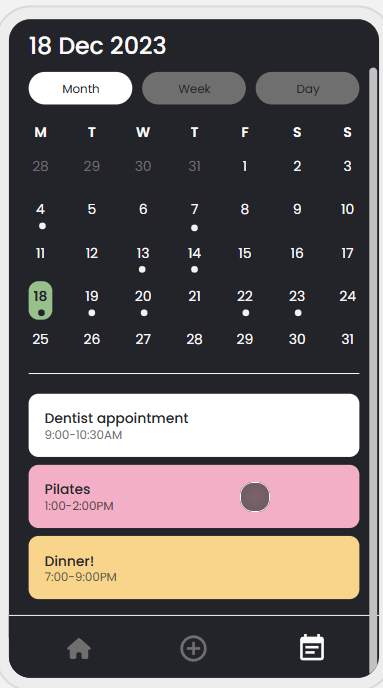 18 Dec 2023
Month Week Day
M T W T F S S
28 29 30 31 1 2 3
4 5 6 7 8 9 10
11 12 13 14 15 16 17
18 19 20 21 22 23 24
25 26 27 28 29 30 31
Dentist appointment
9:00-10:30AM
Pilates
1:00-2:00PM
Dinner!
7:00-9:00PM